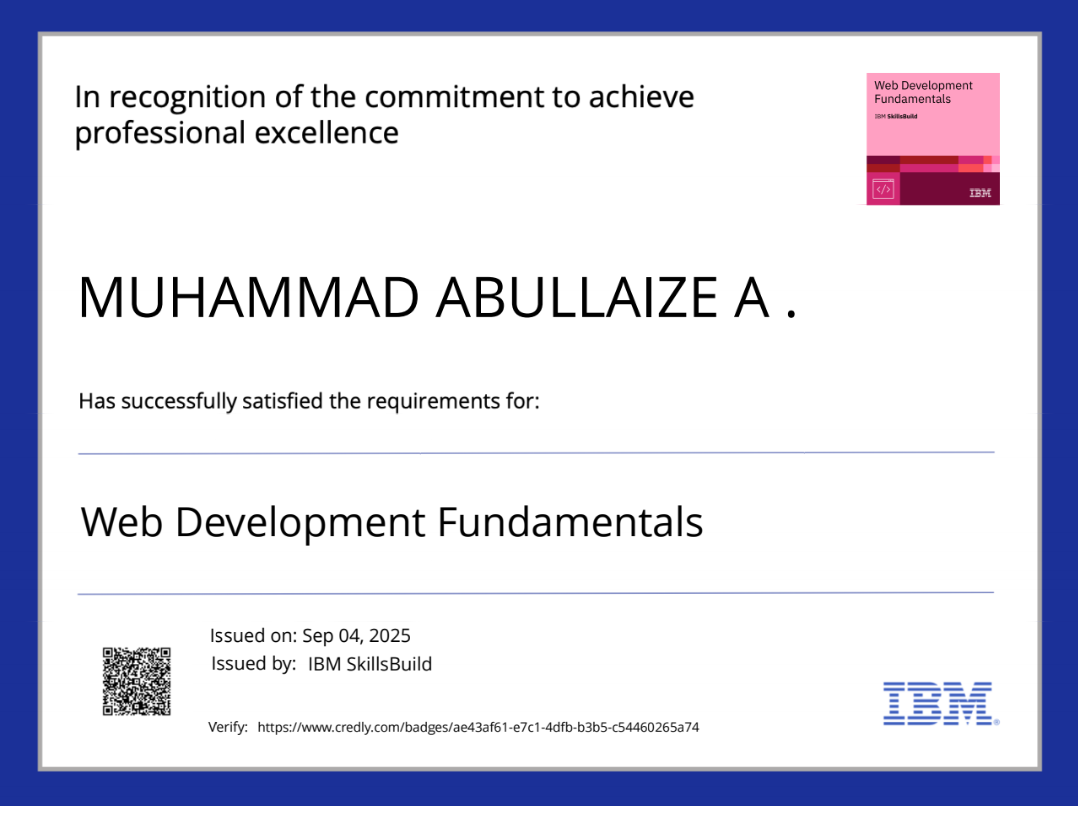 In recognition of the commitment to achieve
professional excellence
Web Development
Fundamentals
IBM SkillsBuild
</>
IBM
MUHAMMAD ABULLAIZE A .
Has successfully satisfied the requirements for:
Web Development Fundamentals
Issued on: Sep 04, 2025
Issued by: IBM SkillsBuild
IBM®
Verify: https://www.credly.com/badges/ae43af61-e7c1-4dfb-b3b5-c54460265a74